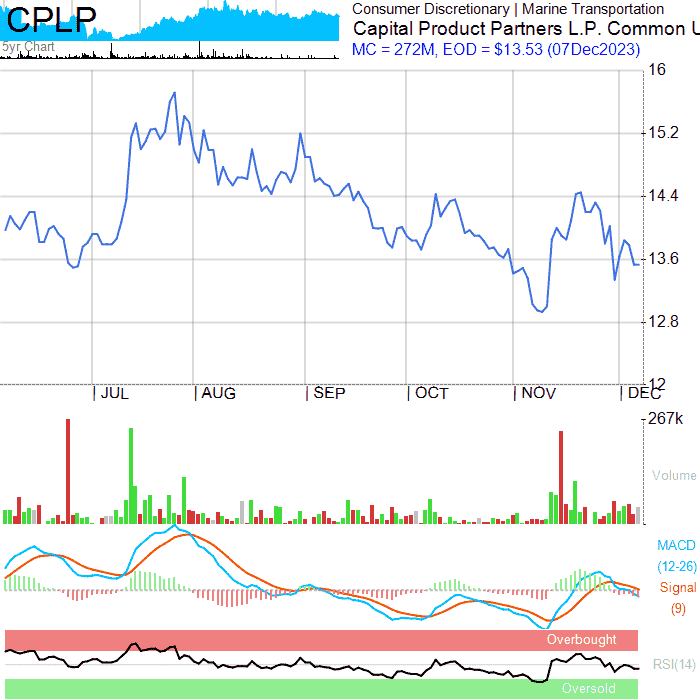 CPLP
5yr Chart
Consumer Discretionary | Marine Transportation
Capital Product Partners L.P. Common U
MC = 272M, EOD = $13.53 (07Dec2023)
16
15.2
14.4
13.6
12.8
12
JUL AUG SEP OCT NOV DEC
267k
Volume
MACD
(12-26)
Signal
(9)
Overbought
RSI(14)
Oversold